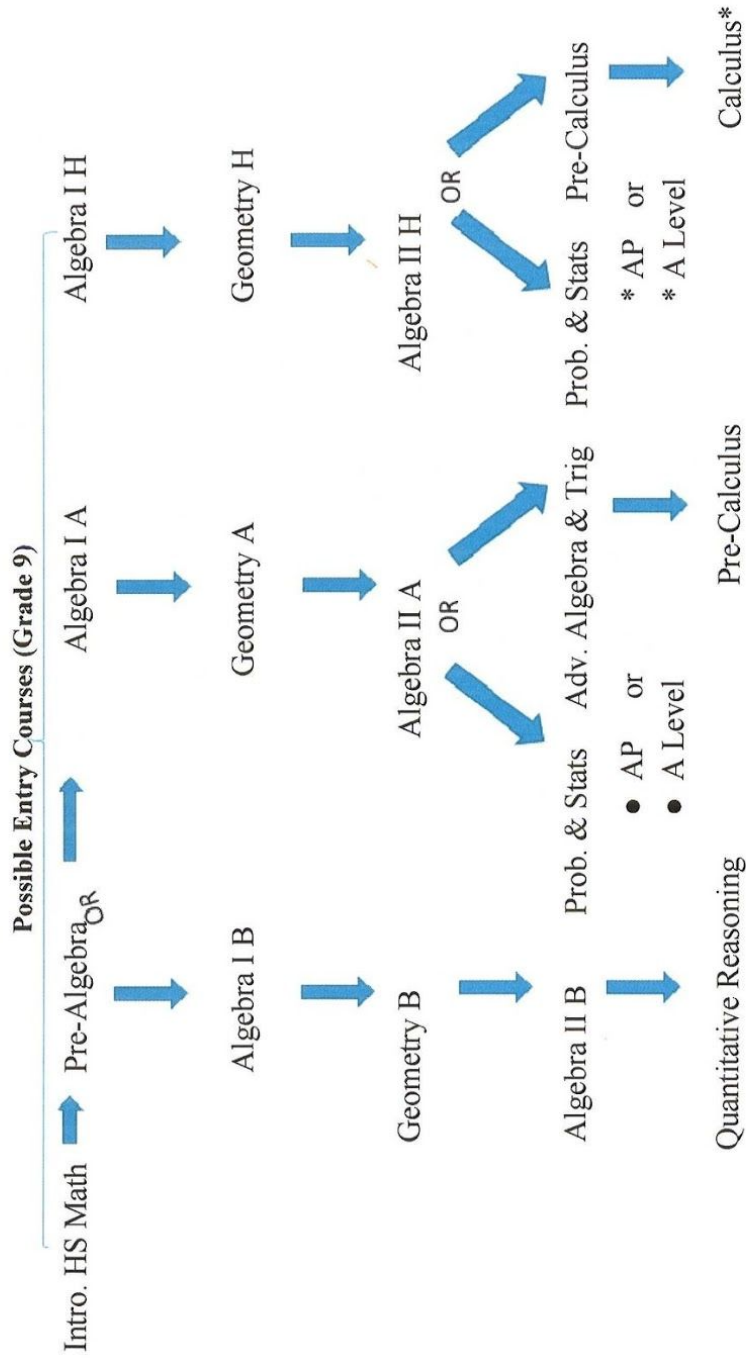 Possible Entry Courses (Grade 9)
Intro. HS Math
Pre-Algebra
OR
Algebra I A
Algebra I H
Algebra I B
Geometry A
Geometry H
Geometry B
Algebra II A
Algebra II H
OR
OR
Algebra II B
Prob. & Stats
Adv. Algebra & Trig
Prob. & Stats
Pre-Calculus
• AP or
• A Level
* AP or
* A Level
Quantitative Reasoning
Pre-Calculus
Calculus*